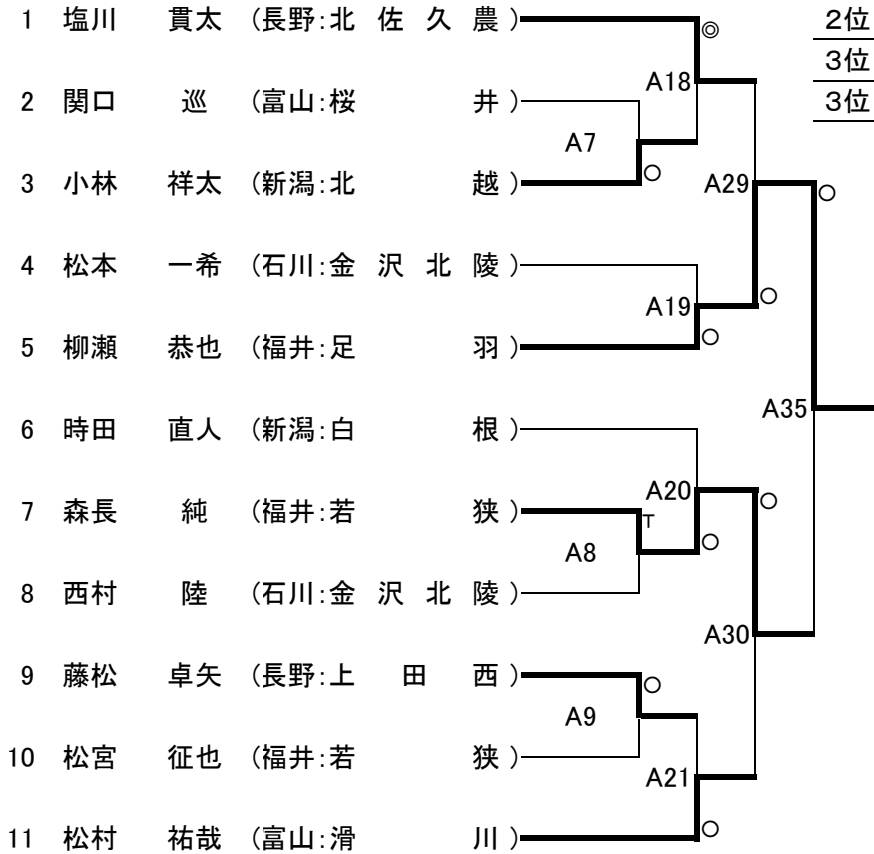 1 塩川 貫太 (長野:北佐久農) 2位
◎
3位
A18
2 関口 巡 (富山:桜井) 3位
A7
3 小林 祥太 (新潟:北越) ○ A29 ○
4 松本 一希 (石川:金沢北陵)
A19 ○
○
5 柳瀬 恭也 (福井:足羽)
A35
6 時田 直人 (新潟:白根)
A20 ○
7 森長 純 (福井:若狭) T
A8 ○
8 西村 陸 (石川:金沢北陵)
A30
9 藤松 卓矢 (長野:上田西) ○
A9
10 松宮 征也 (福井:若狭)
A21
11 松村 祐哉 (富山:滑川) ○